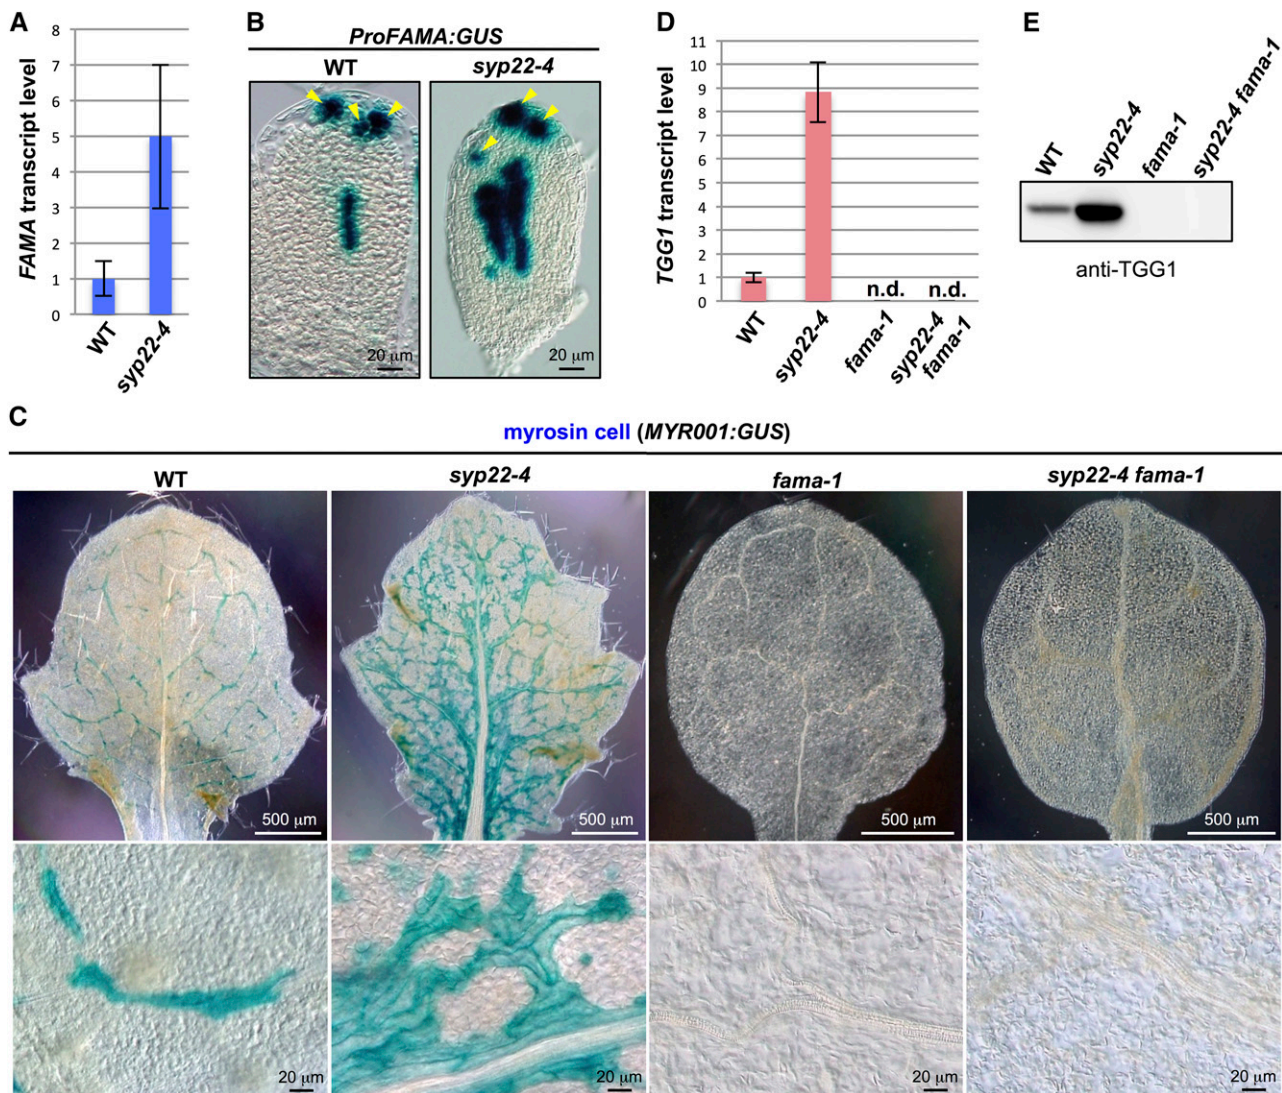 A
FAMA transcript level
8
7
6
5
4
3
2
1
0
WT
syp22-4
B
ProFAMA:GUS
WT
syp22-4
20 μm
20 μm
D
TGG1 transcript level
11
10
9
8
7
6
5
4
3
2
1
0
n.d.
n.d.
WT
syp22-4
fama-1
syp22-4
fama-1
E
WT
syp22-4
fama-1
syp22-4 fama-1
anti-TGG1
C
myrosin cell (MYR001:GUS)
WT
syp22-4
fama-1
syp22-4 fama-1
500 μm
500 μm
500 μm
500 μm
20 μm
20 μm
20 μm
20 μm